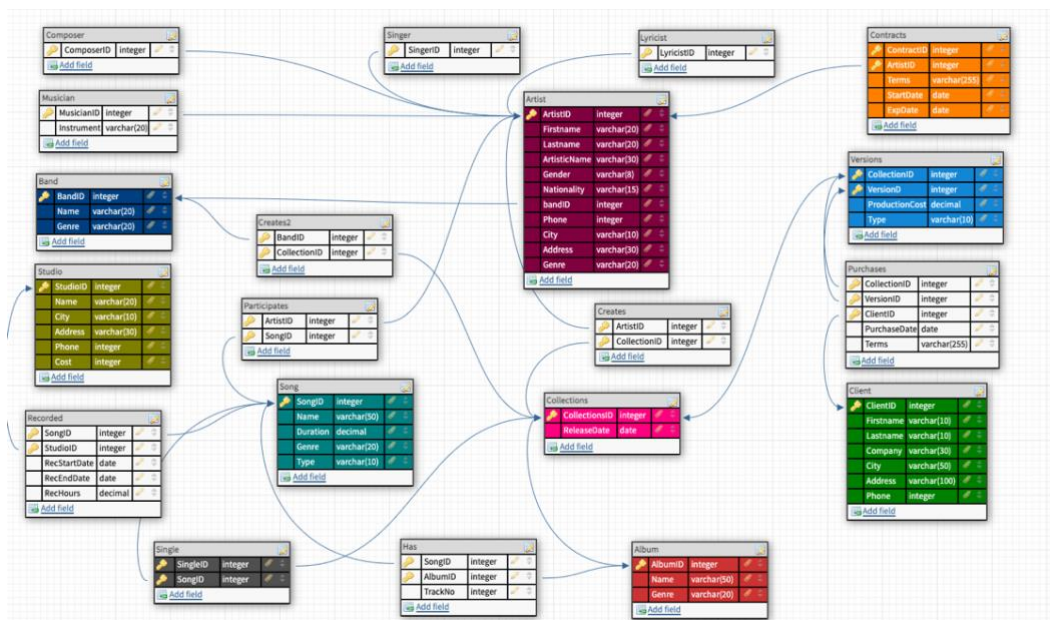 Composer
ComposerID integer
Add field
Singer
SingerID integer
Add field
Lyricist
LyricistID integer
Add field
Contracts
ContractID integer
ArtistID integer
Terms varchar(255)
StartDate date
ExpDate date
Add field
Musician
MusicianID integer
Instrument varchar(20)
Add field
Artist
ArtistID integer
Firstname varchar(20)
Lastname varchar(20)
ArtisticName varchar(30)
Gender varchar(8)
Nationality varchar(15)
bandID integer
Phone integer
City varchar(10)
Address varchar(30)
Genre varchar(20)
Add field
Versions
CollectionID integer
VersionD integer
ProductionCost decimal
Type varchar(10)
Add field
Band
BandID integer
Name varchar(20)
Genre varchar(20)
Add field
Creates2
BandID integer
CollectionID integer
Add field
Studio
StudioID integer
Name varchar(20)
City varchar(10)
Address varchar(30)
Phone integer
Cost integer
Add field
Participates
ArtistID integer
SongID integer
Add field
Creates
ArtistID integer
CollectionID integer
Add field
Purchases
CollectionID integer
VersionID integer
ClientID integer
PurchaseDate date
Terms varchar(255)
Add field
Song
SongID integer
Name varchar(50)
Duration decimal
Genre varchar(20)
Type varchar(10)
Add field
Collections
CollectionsID integer
ReleaseDate date
Add field
Client
ClientID integer
Firstname varchar(10)
Lastname varchar(10)
Company varchar(30)
City varchar(50)
Address varchar(100)
Phone integer
Add field
Recorded
SongID integer
StudioID integer
RecStartDate date
RecEndDate date
RecHours decimal
Add field
Single
SingleID integer
SongID integer
Add field
Has
SongID integer
AlbumID integer
TrackNo integer
Add field
Album
AlbumID integer
Name varchar(50)
Genre varchar(20)
Add field